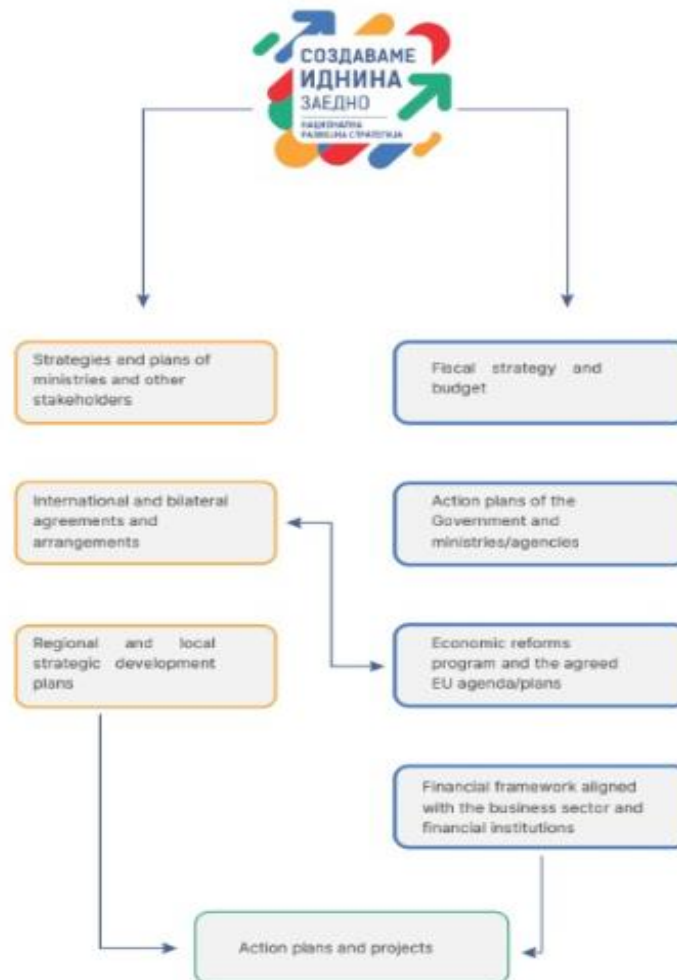 СОЗДАВАМЕ
ИДНИНА
ЗАЕДНО
НАЦИОНАЛНА
РАЗВОЈНА СТРАТЕГИЈА
Strategies and plans of
ministries and other
stakeholders
Fiscal strategy and
budget
International and bilateral
agreements and
arrangements
Action plans of the
Government and
ministries/agencies
Regional and local
strategic development
plans
Economic reforms
program and the agreed
EU agenda/plans
Financial framework aligned
with the business sector and
financial institutions
Action plans and projects